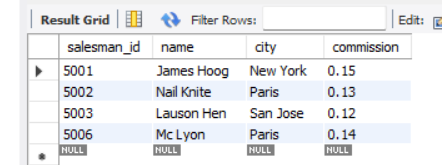 Result Grid Filter Rows: Edit:
salesman_id name city commission
5001 James Hoog New York 0.15
5002 Nail Knite Paris 0.13
5003 Lauson Hen San Jose 0.12
5006 Mc Lyon Paris 0.14
NULL NULL NULL NULL